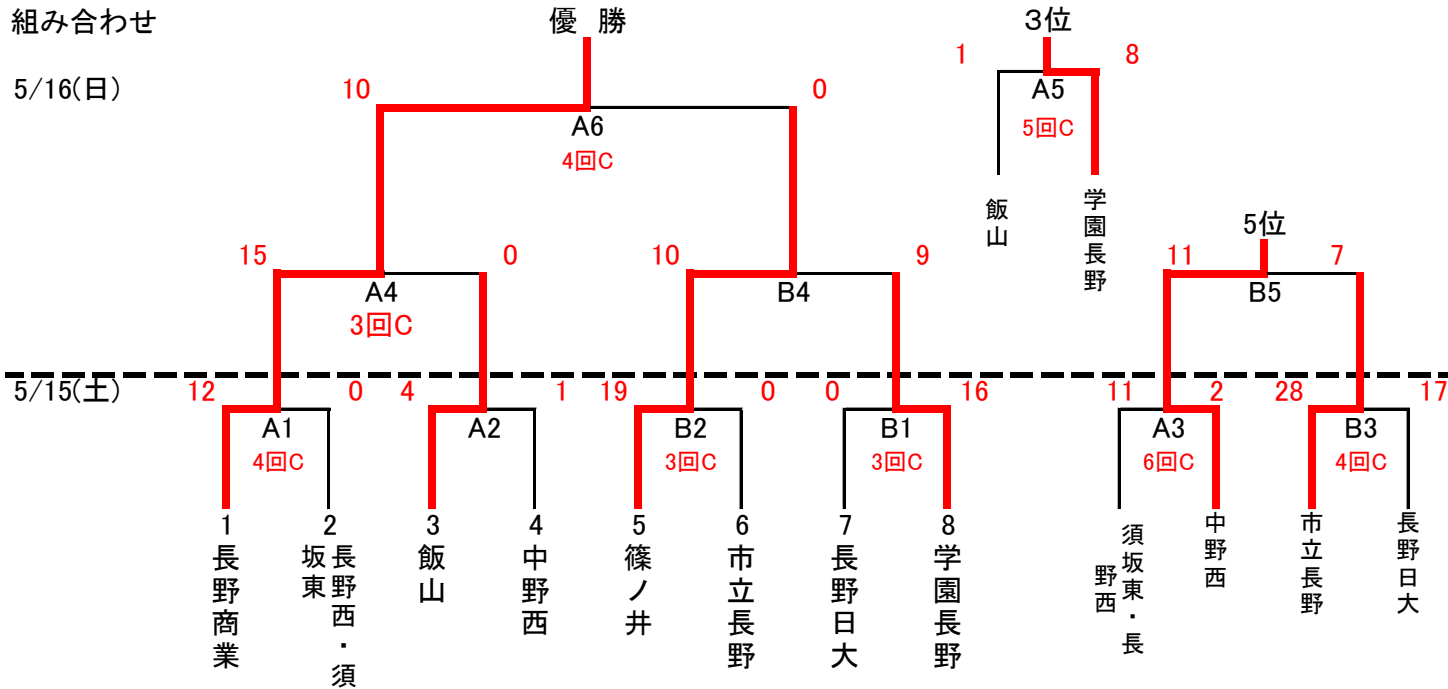 組み合わせ
優 勝
3位
1
8
5/16(日)
10
0
A5
A6
5回C
4回C
飯山
学園長野
5位
15
0
10
9
11
7
A4
B4
B5
3回C
5/15(土)
12
0
4
1
19
0
0
16
11
2
28
17
A1
A2
B2
B1
A3
B3
4回C
3回C
3回C
6回C
4回C
1
2
3
4
5
6
7
8
長野商業
長野西・須
坂東
飯山
中野西
篠ノ井
市立長野
長野日大
学園長野
須坂東・長
野西
中野西
市立長野
長野日大